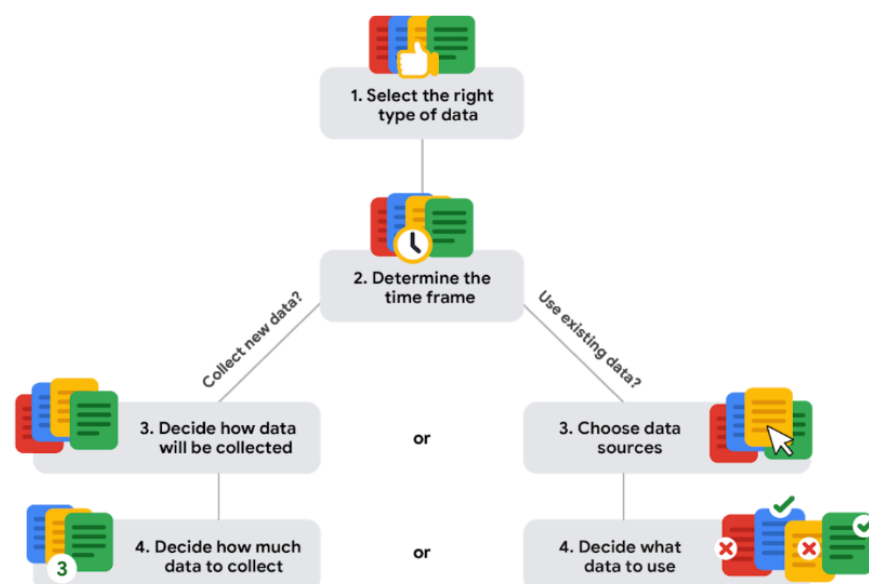 1. Select the right
type of data
2. Determine the
time frame
Collect new data?
Use existing data?
3. Decide how data
will be collected
or
3. Choose data
sources
4. Decide how much
data to collect
3
or
4. Decide what
data to use